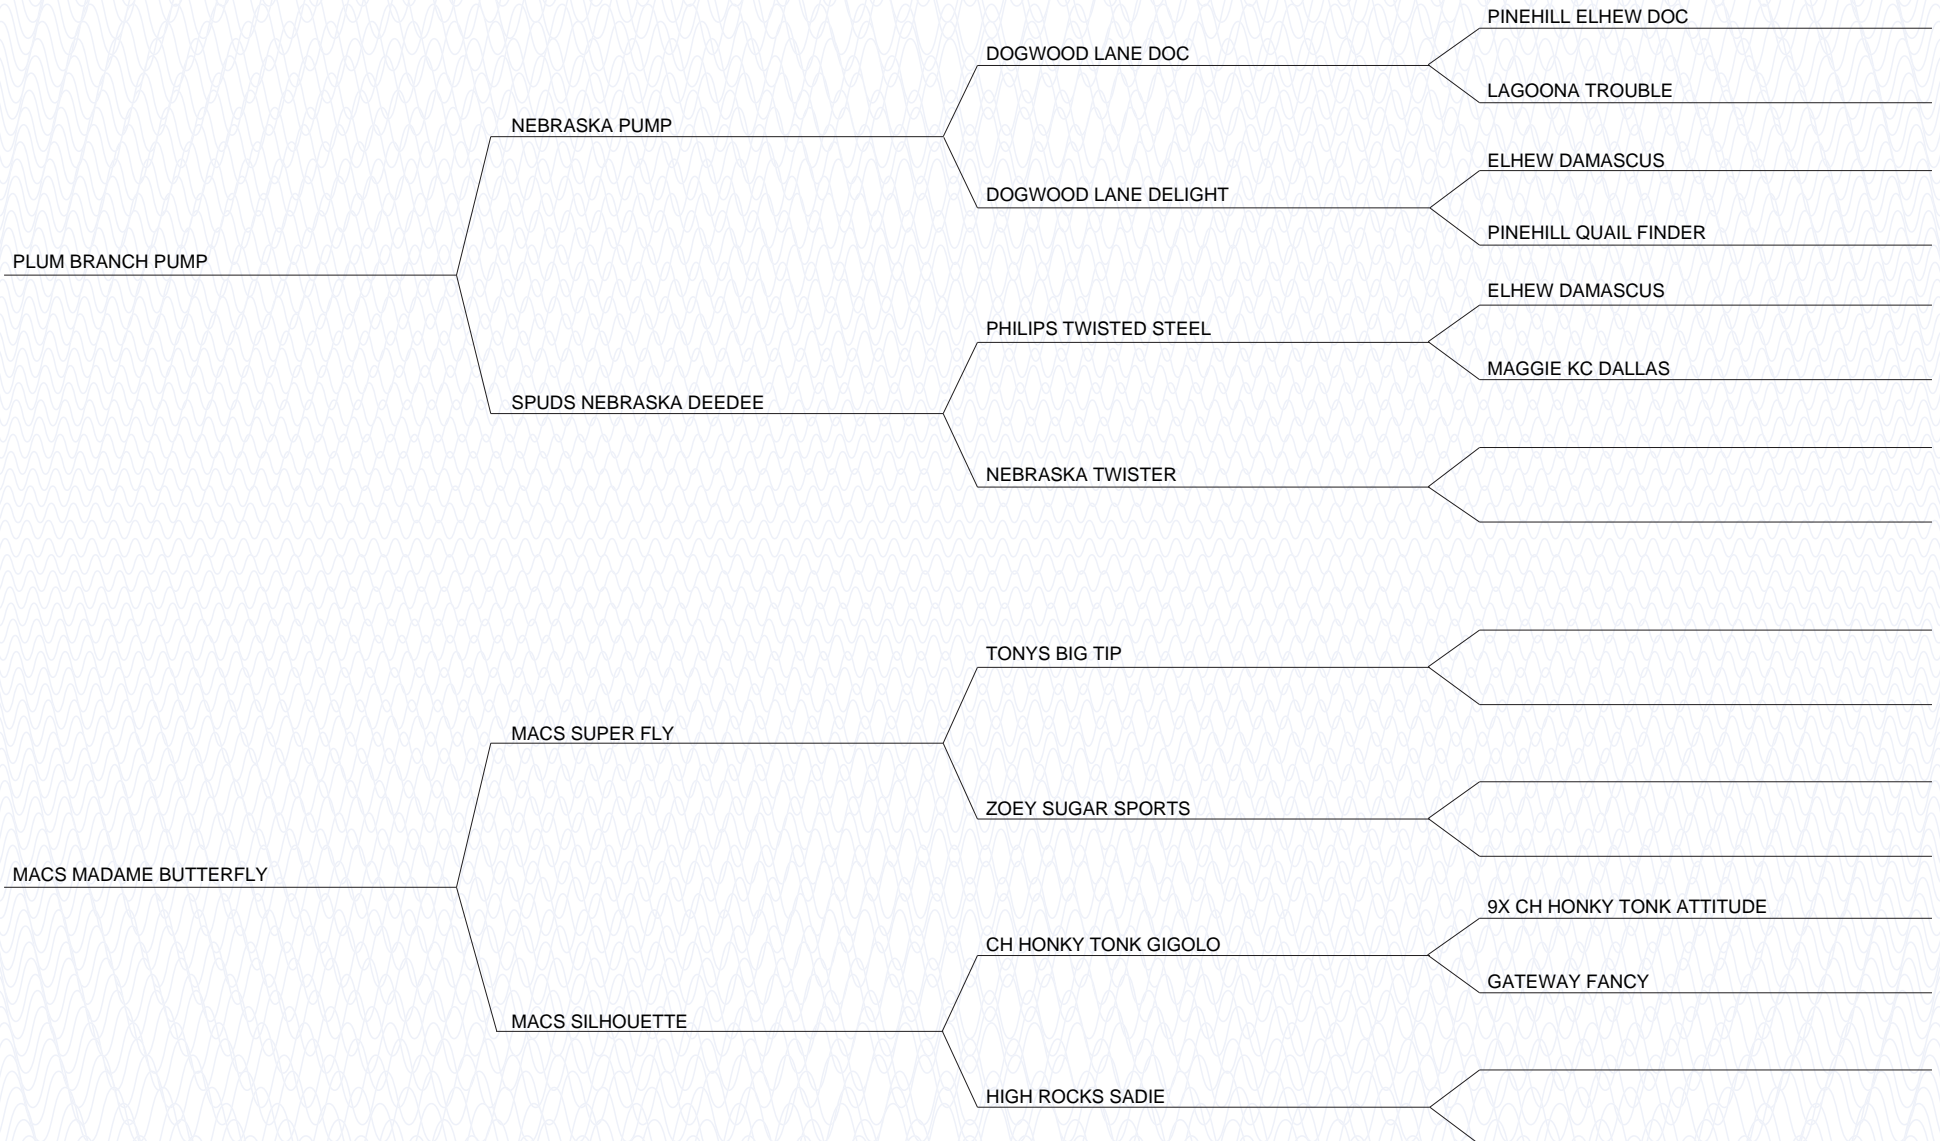 PINEHILL ELHEW DOC
DOGWOOD LANE DOC
LAGOONA TROUBLE
NEBRASKA PUMP
ELHEW DAMASCUS
DOGWOOD LANE DELIGHT
PINEHILL QUAIL FINDER
PLUM BRANCH PUMP
ELHEW DAMASCUS
PHILIPS TWISTED STEEL
MAGGIE KC DALLAS
SPUDS NEBRASKA DEEDEE
NEBRASKA TWISTER
TONYS BIG TIP
MACS SUPER FLY
ZOEY SUGAR SPORTS
MACS MADAME BUTTERFLY
9X CH HONKY TONK ATTITUDE
CH HONKY TONK GIGOLO
GATEWAY FANCY
MACS SILHOUETTE
HIGH ROCKS SADIE